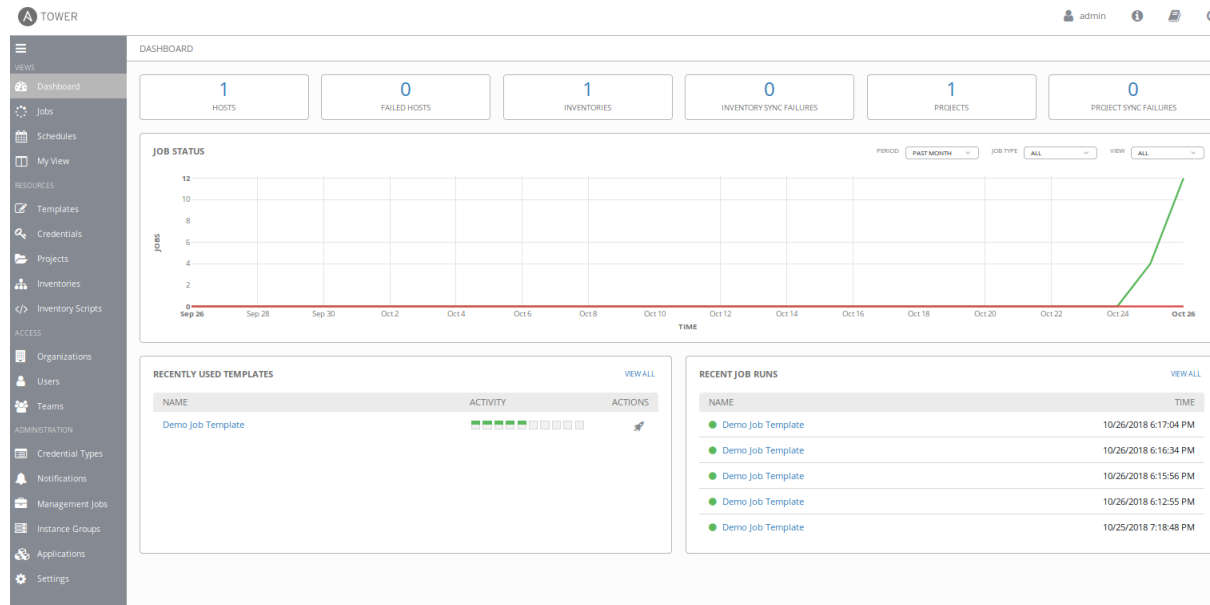 A TOWER
admin
DASHBOARD
VIEWS
Dashboard
Jobs
Schedules
My View
RESOURCES
Templates
Credentials
Projects
Inventories
Inventory Scripts
ACCESS
Organizations
Users
Teams
ADMINISTRATION
Credential Types
Notifications
Management Jobs
Instance Groups
Applications
Settings
1 0 1 0 1 0
HOSTS FAILED HOSTS INVENTORIES INVENTORY SYNC FAILURES PROJECTS PROJECT SYNC FAILURES
JOB STATUS PERIOD PAST MONTH JOB TYPE ALL VIEW ALL
12
10
8
6
4
2
0
JOBS
Sep 26 Sep 28 Sep 30 Oct 2 Oct 4 Oct 6 Oct 8 Oct 10 Oct 12 Oct 14 Oct 16 Oct 18 Oct 20 Oct 22 Oct 24 Oct 26
TIME
RECENTLY USED TEMPLATES VIEW ALL
NAME ACTIVITY ACTIONS
Demo Job Template
RECENT JOB RUNS VIEW ALL
NAME TIME
Demo Job Template 10/26/2018 6:17:04 PM
Demo Job Template 10/26/2018 6:16:34 PM
Demo Job Template 10/26/2018 6:15:56 PM
Demo Job Template 10/26/2018 6:12:55 PM
Demo Job Template 10/25/2018 7:18:48 PM